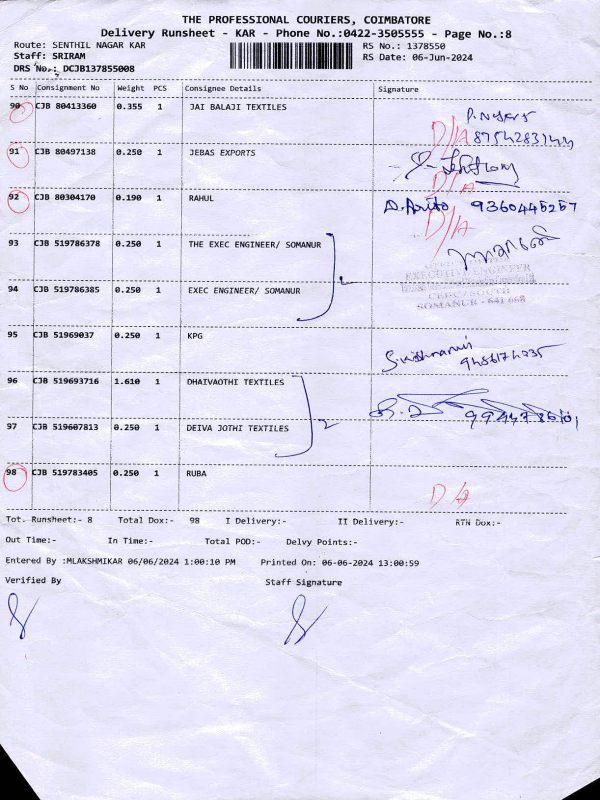 THE PROFESSIONAL COURIERS, COIMBATORE
Delivery Runsheet - KAR - Phone No.:0422-3505555 - Page No.:8
Route: SENTHIL NAGAR KAR RS No.: 1378550
Staff: SRIRAM RS Date: 06-Jun-2024
DRS No.: DCJB137855008
S No Consignment No Weight PCS Consignee Details Signature
90 CJB 80413360 0.355 1 JAI BALAJI TEXTILES
D/A 8754283144
91 CJB 80497138 0.250 1 JEBAS EXPORTS
D/A
92 CJB 80304170 0.190 1 RAHUL D. 9360445257
D/A
93 CJB 519786378 0.250 1 THE EXEC ENGINEER/ SOMANUR
EXECUTIVE ENGINEER
94 CJB 519786385 0.250 1 EXEC ENGINEER/ SOMANUR
SOMANUR - 641 668
95 CJB 51969037 0.250 1 KPG
96 CJB 519693716 1.610 1 DHAIVAOTHI TEXTILES
97 CJB 519607813 0.250 1 DEIVA JOTHI TEXTILES 2
98 CJB 519783405 0.250 1 RUBA
D/A
Tot. Runsheet:- 8 Total Dox:- 98 I Delivery:- II Delivery:- RTN Dox:-
Out Time:- In Time:- Total POD:- Delvy Points:-
Entered By :MLAKSHMIKAR 06/06/2024 1:00:10 PM Printed On: 06-06-2024 13:00:59
Verified By Staff Signature